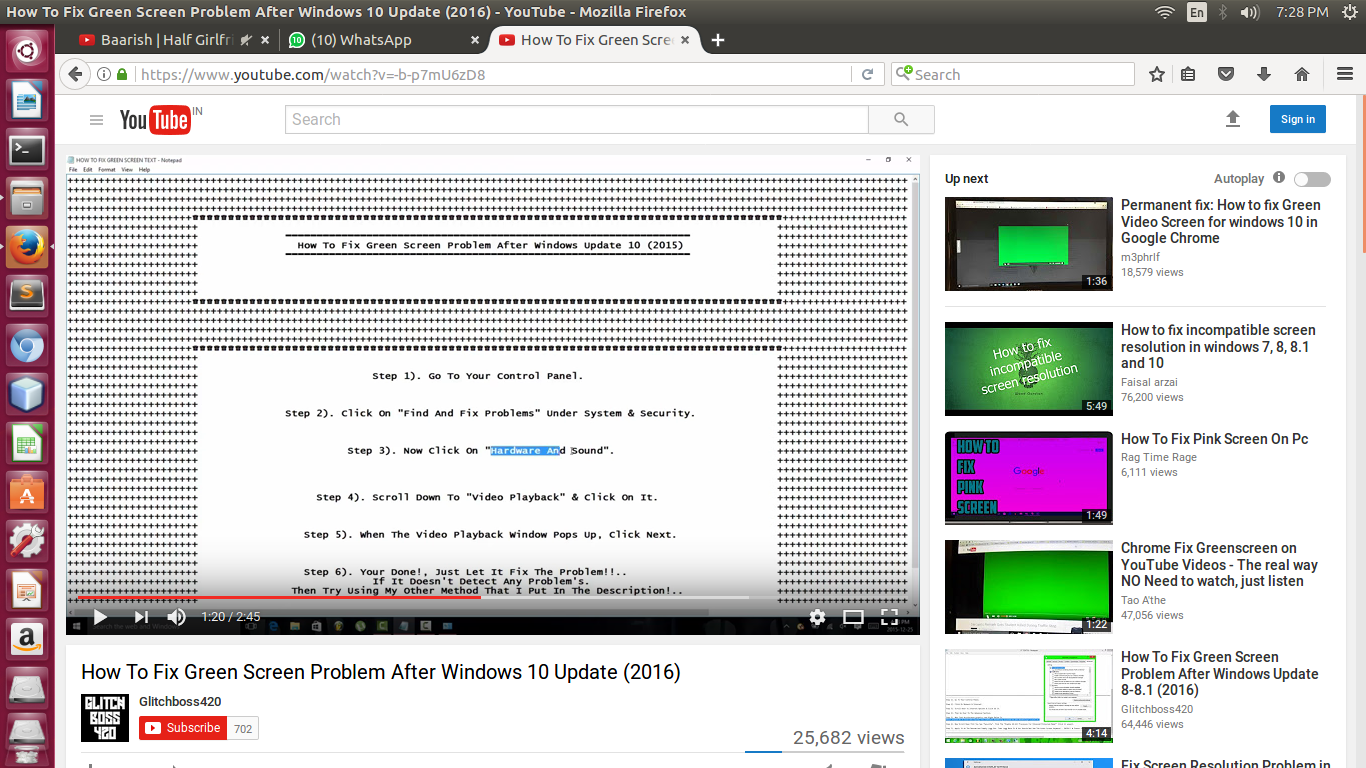 How To Fix Green Screen Problem After Windows 10 Update (2016) - YouTube - Mozilla Firefox
En
7:28 PM
Baarish | Half Girlfri
(10) WhatsApp
How To Fix Green Scre
https://www.youtube.com/watch?v=-b-p7mU6zD8
Search
YouTube IN
Search
Sign in
HOW TO FIX GREEN SCREEN TEXT - Notepad
File Edit Format View Help
How To Fix Green Screen Problem After Windows Update 10 (2015)
Step 1). Go To Your Control Panel.
Step 2). Click On "Find And Fix Problems" Under System & Security.
Step 3). Now Click On "Hardware And Sound".
Step 4). Scroll Down To "Video Playback" & Click On It.
Step 5). When The Video Playback Window Pops Up, Click Next.
Step 6). Your Done!, Just Let It Fix The Problem!!..
If It Doesn't Detect Any Problem's.
Then Try Using My Other Method That I Put In The Description!..
1:20 / 2:45
2015-12-25
How To Fix Green Screen Problem After Windows 10 Update (2016)
GLITCH
BOSS
420
Glitchboss420
Subscribe 702
25,682 views
Up next
Autoplay
1:36
Permanent fix: How to fix Green
Video Screen for windows 10 in
Google Chrome
m3phrlf
18,579 views
How to fix
incompatible
screen resolution
5:49
How to fix incompatible screen
resolution in windows 7, 8, 8.1
and 10
Faisal arzai
76,200 views
HOW TO
FIX
PINK
SCREEN
Google
1:49
How To Fix Pink Screen On Pc
Rag Time Rage
6,111 views
1:22
Chrome Fix Greenscreen on
YouTube Videos - The real way
NO Need to watch, just listen
Tao A'the
47,056 views
4:14
How To Fix Green Screen
Problem After Windows Update
8-8.1 (2016)
Glitchboss420
64,446 views
Fix Screen Resolution Problem in